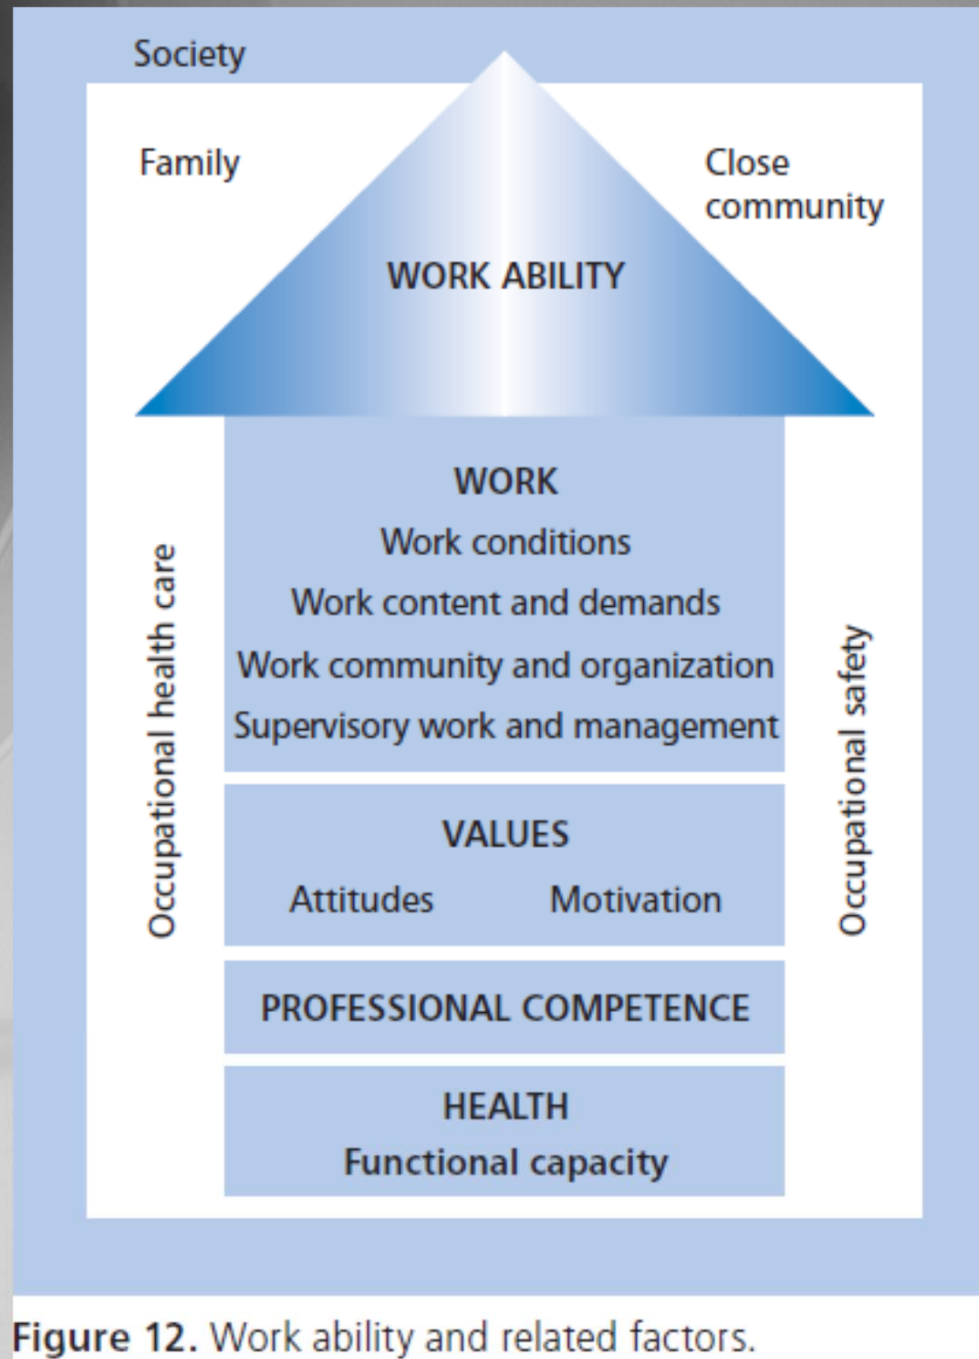 Society
Family
Close
community
WORK ABILITY
WORK
Work conditions
Work content and demands
Work community and organization
Supervisory work and management
Occupational health care
Occupational safety
VALUES
Attitudes Motivation
PROFESSIONAL COMPETENCE
HEALTH
Functional capacity
Figure 12. Work ability and related factors.